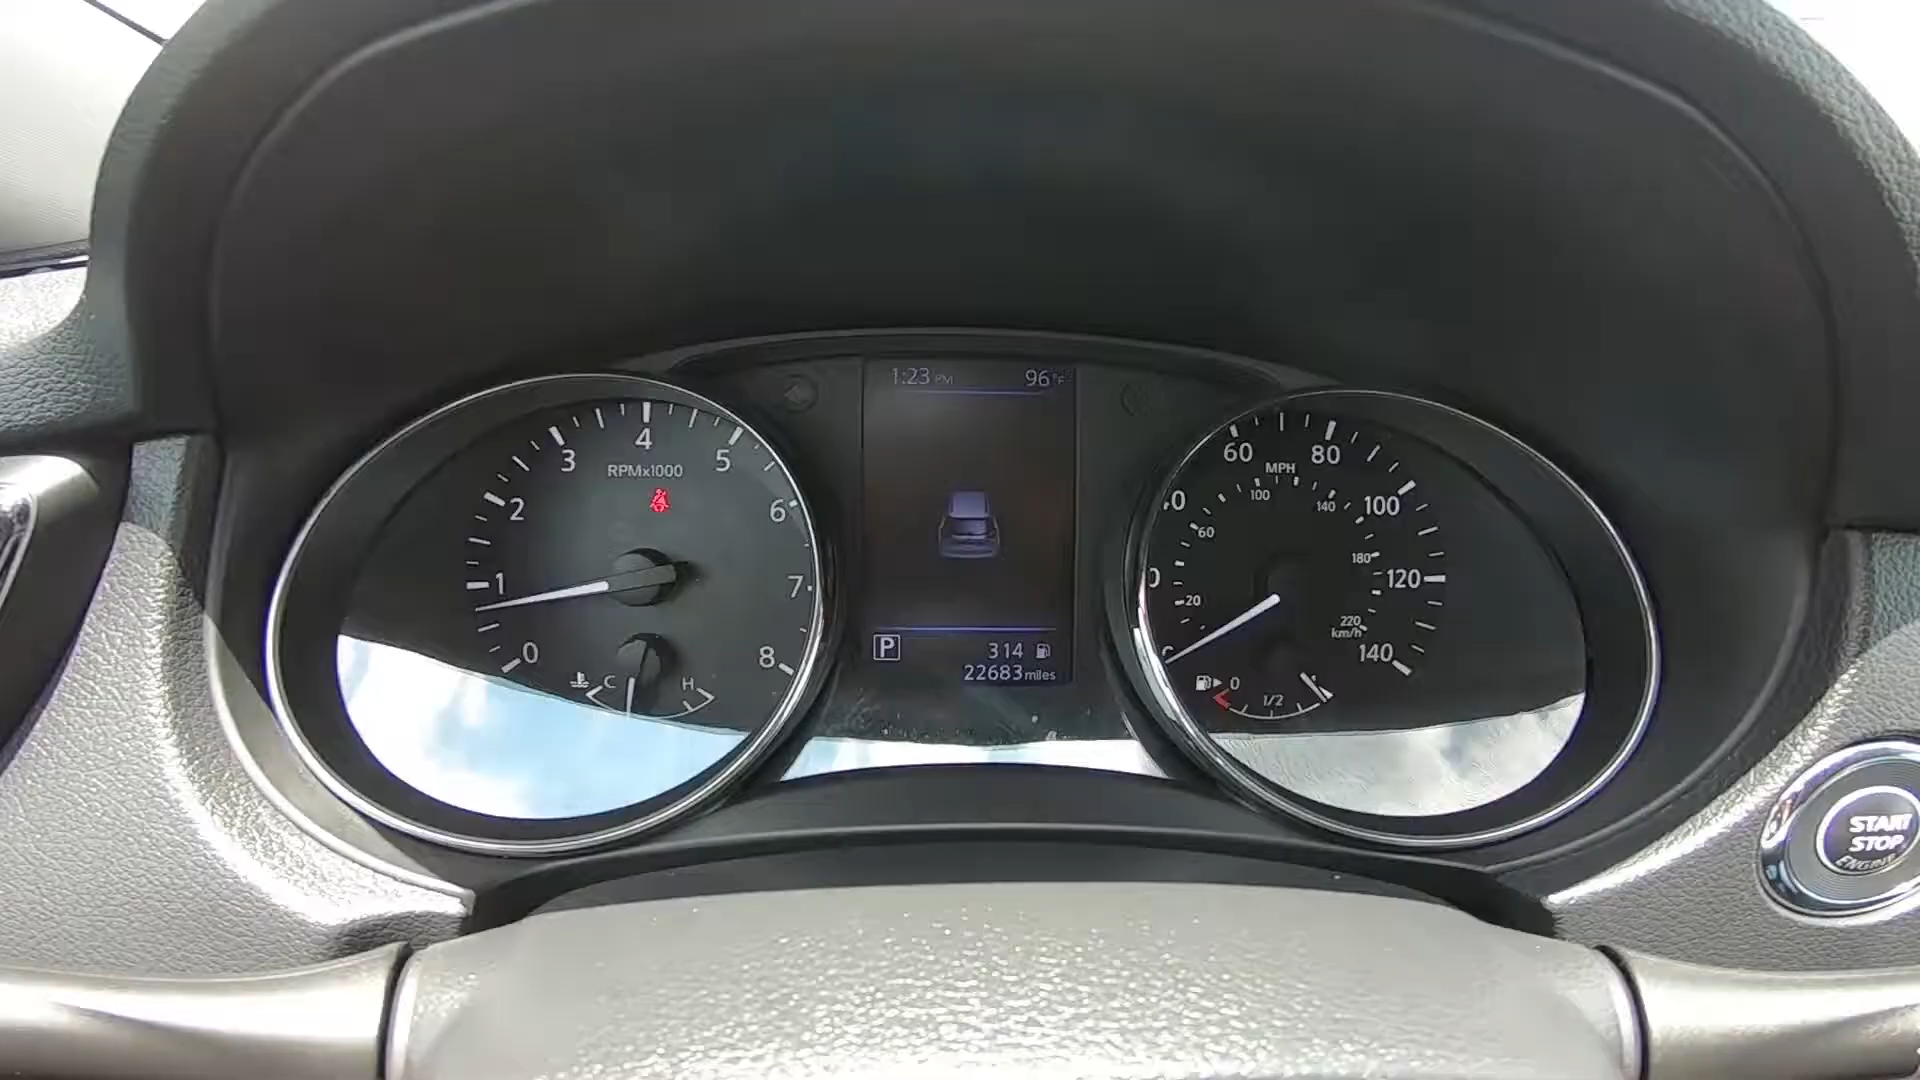 1:23 PM 96°F
0 1 2 3 4 5 6 7 8
RPMx1000
C H
60 80 100 120 140
MPH
20 60 100 140 180 220
km/h
0 1/2
P 314
22683 miles
START
STOP
ENGINE